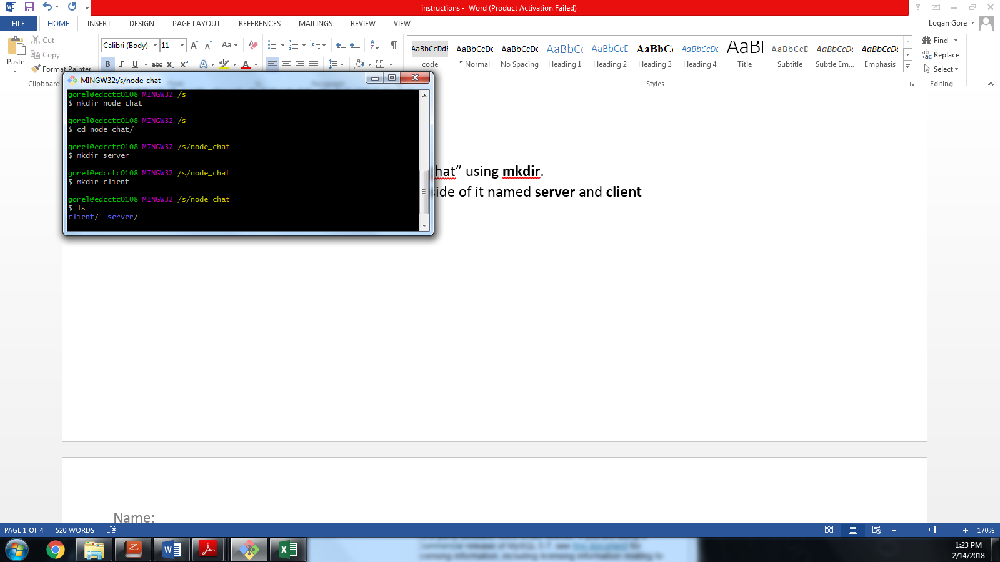 instructions - Word (Product Activation Failed)
FILE HOME INSERT DESIGN PAGE LAYOUT REFERENCES MAILINGS REVIEW VIEW
Logan Gore
Paste
Cut
Copy
Format Painter
Clipboard
Calibri (Body) 11
AaBbCcDdE AaBbCcDc AaBbCcDc AaBbCc AaBbCcD AaBbC AaBbCcDc AaBl AaBbCcD AaBbCcDc AaBbCcDc
code ¶ Normal No Spacing Heading 1 Heading 2 Heading 3 Heading 4 Title Subtitle Subtle Em... Emphasis
Styles
Find
Replace
Select
Editing
MINGW32:/s/node_chat
gorel@edcctc0108 MINGW32 /s
$ mkdir node_chat
gorel@edcctc0108 MINGW32 /s
$ cd node_chat/
gorel@edcctc0108 MINGW32 /s/node_chat
$ mkdir server
gorel@edcctc0108 MINGW32 /s/node_chat
$ mkdir client
gorel@edcctc0108 MINGW32 /s/node_chat
$ ls
client/ server/
hat” using mkdir.
side of it named server and client
Name:
PAGE 1 OF 4 520 WORDS
170%
1:23 PM
2/14/2018